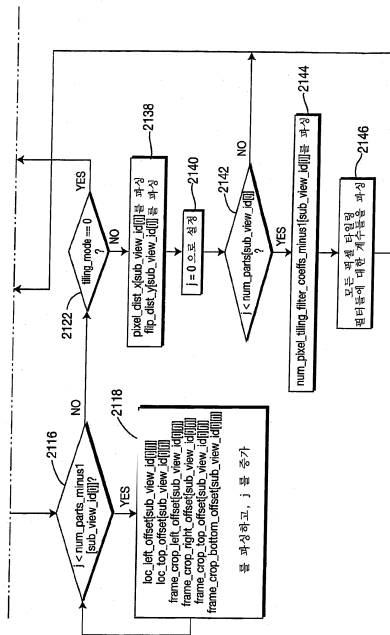 2116
j < num_parts_minus1
[sub_view_id[i]]?
NO
YES
2118
loc_left_offset[sub_view_id[i]][j]
loc_top_offset[sub_view_id[i]][j]
frame_crop_left_offset[sub_view_id[i]][j]
frame_crop_right_offset[sub_view_id[i]][j]
frame_crop_top_offset[sub_view_id[i]][j]
frame_crop_bottom_offset[sub_view_id[i]][j]
를 파싱하고, j 를 증가
2122
tiling_mode == 0
?
YES
NO
2138
pixel_dist_x[sub_view_id[i]]를 파싱
flip_dist_y[sub_view_id[i]]를 파싱
2140
j = 0 으로 설정
2142
j < num_parts[sub_view_id[i]]
?
NO
YES
2144
num_pixel_tiling_filter_coeffs_minus1[sub_view_id[i]]를 파싱
2146
모든 픽셀 타일링
필터들에 대한 계수들을 파싱